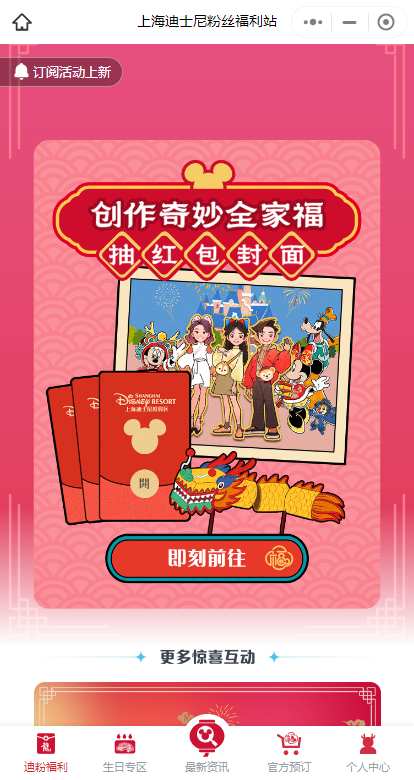 上海迪士尼粉丝福利站
订阅活动上新
创作奇妙全家福
抽红包封面
SHANGHAI
DISNEY RESORT
上海迪士尼度假区
開
即刻前往
福
更多惊喜互动
龍
迪粉福利
生日专区
最新资讯
官方预订
个人中心